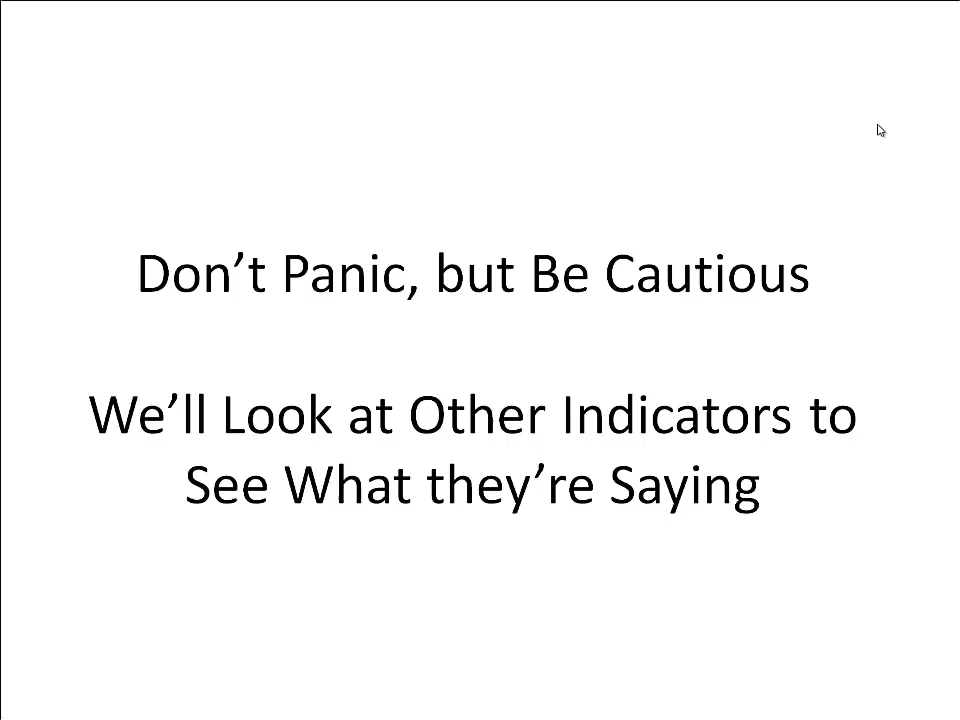 Don’t Panic, but Be Cautious
We’ll Look at Other Indicators to
See What they’re Saying